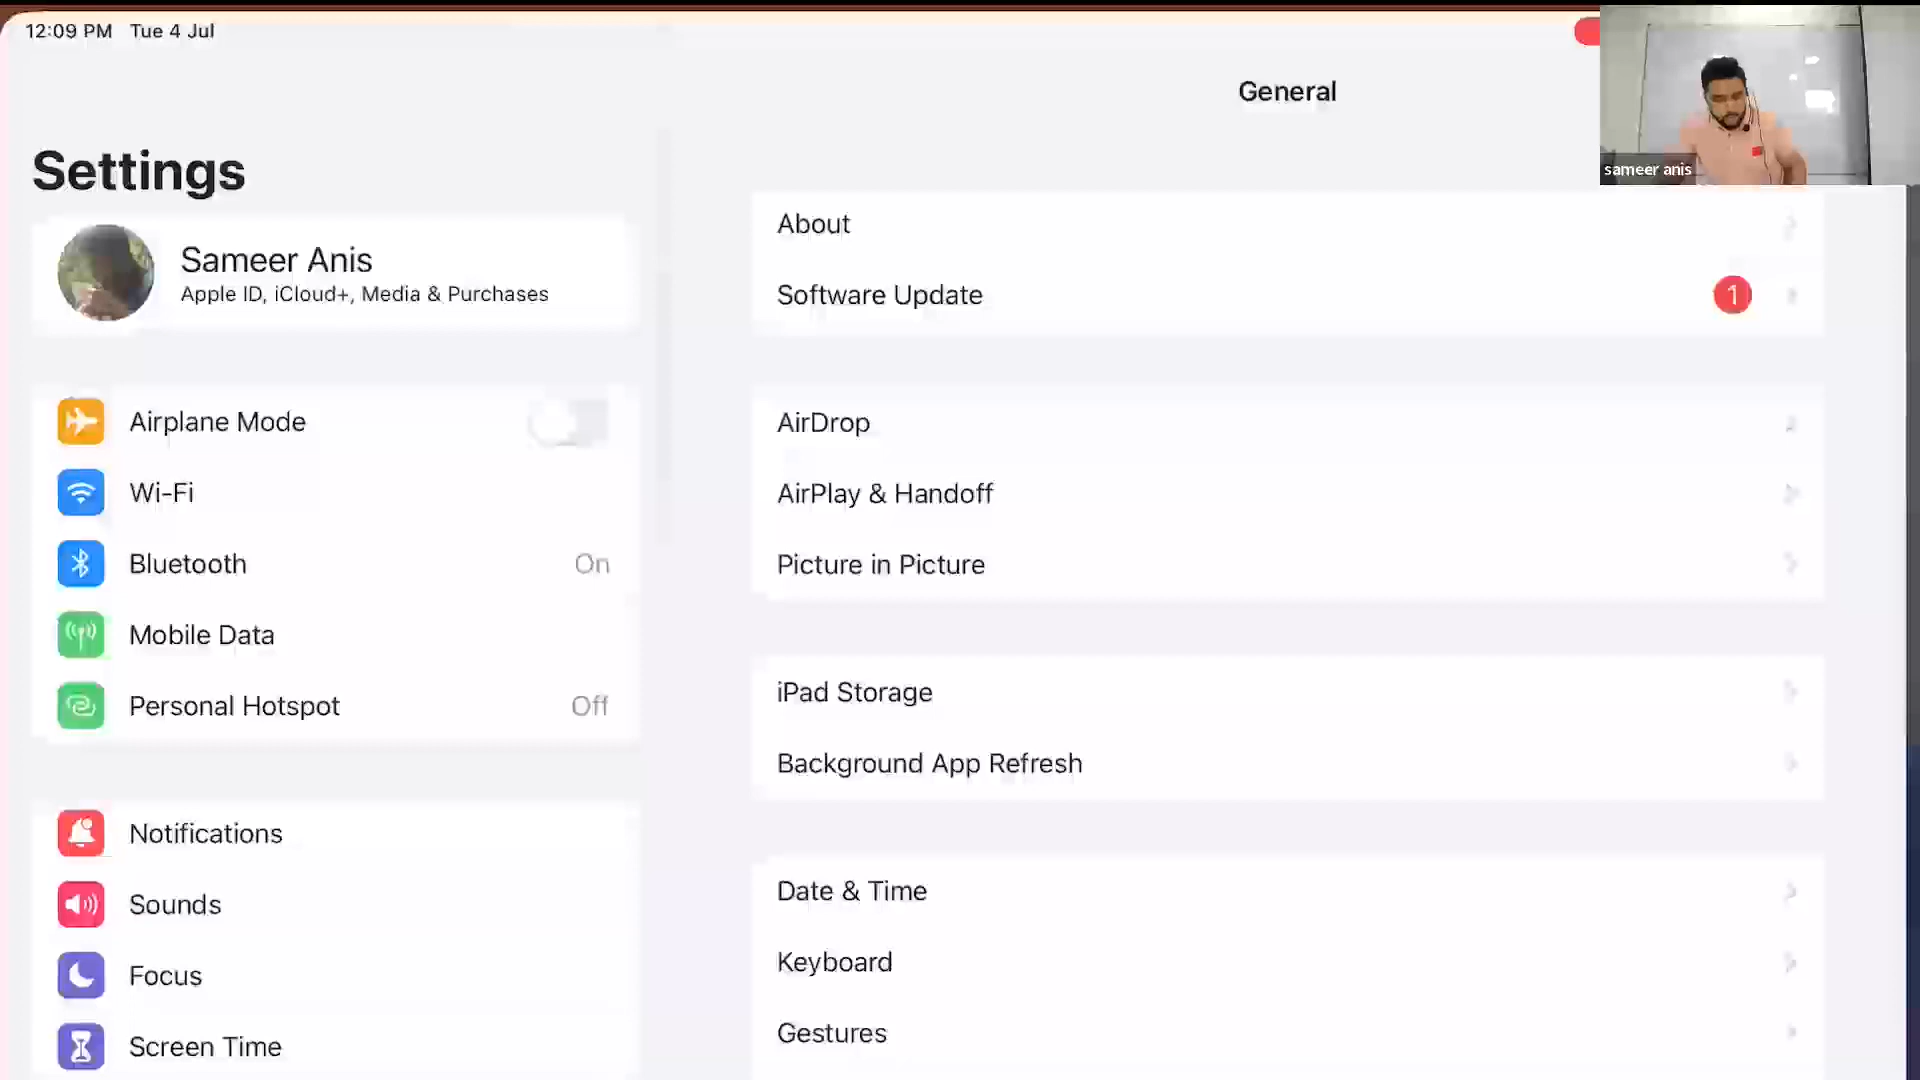 12:09 PM Tue 4 Jul
General
sameer anis
Settings
Sameer Anis
Apple ID, iCloud+, Media & Purchases
Airplane Mode
Wi-Fi
Bluetooth On
Mobile Data
Personal Hotspot Off
Notifications
Sounds
Focus
Screen Time
About
Software Update 1
AirDrop
AirPlay & Handoff
Picture in Picture
iPad Storage
Background App Refresh
Date & Time
Keyboard
Gestures